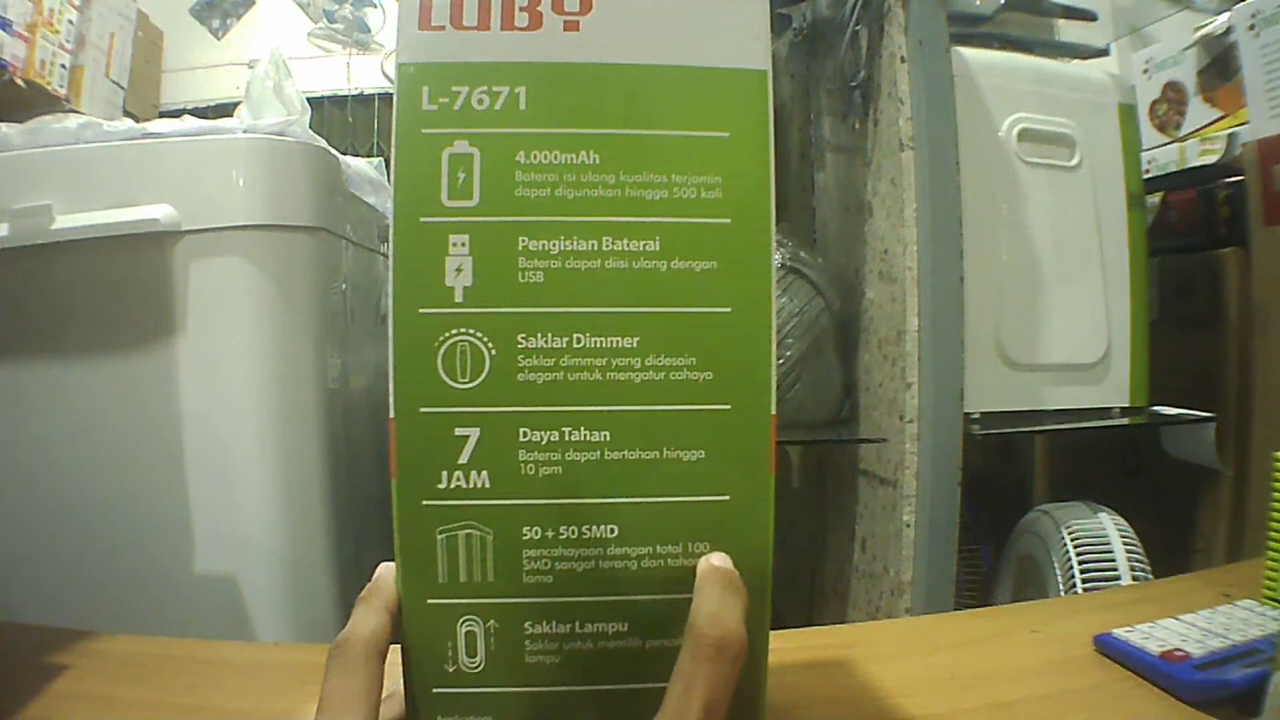 LUBY
L-7671
4.000mAh
Baterai isi ulang kualitas terjamin
dapat digunakan hingga 500 kali
Pengisian Baterai
Baterai dapat diisi ulang dengan
USB
Saklar Dimmer
Saklar dimmer yang didesain
elegant untuk mengatur cahaya
7
JAM
Daya Tahan
Baterai dapat bertahan hingga
10 jam
50 + 50 SMD
pencahayaan dengan total 100
SMD sangat terang dan tahan
lama
Saklar Lampu
Saklar untuk memilih
lampu